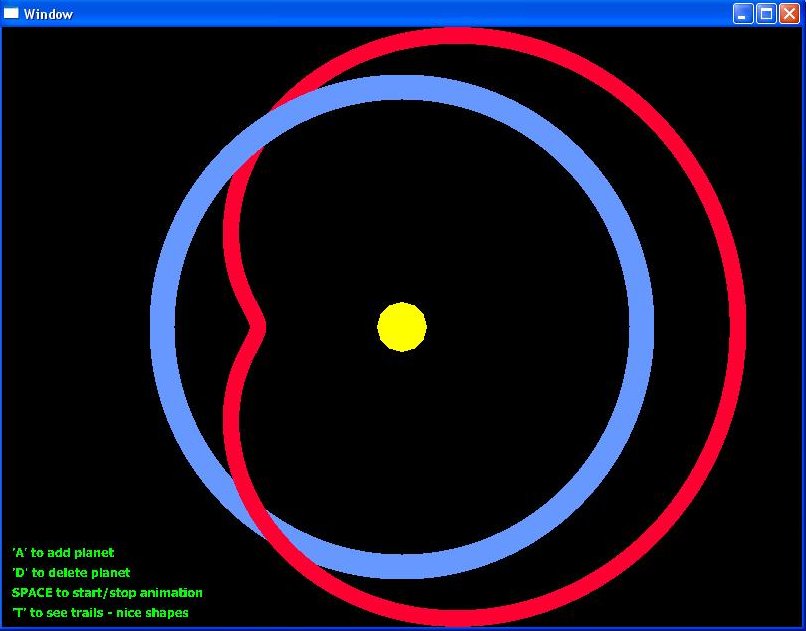 Window
'A' to add planet
'D' to delete planet
SPACE to start/stop animation
'T' to see trails - nice shapes